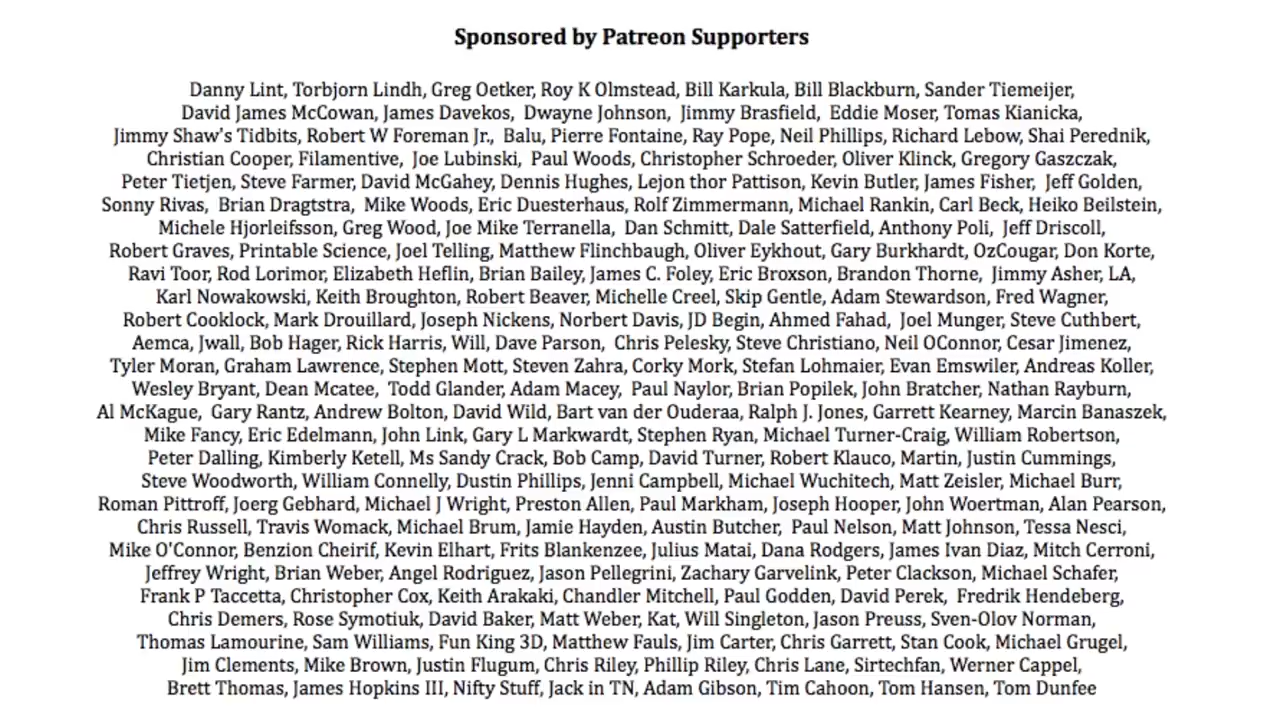 Sponsored by Patreon Supporters
Danny Lint, Torbjorn Lindh, Greg Oetker, Roy K Olmstead, Bill Karkula, Bill Blackburn, Sander Tiemeijer,
David James McCowan, James Davekos, Dwayne Johnson, Jimmy Brasfield, Eddie Moser, Tomas Kianicka,
Jimmy Shaw's Tidbits, Robert W Foreman Jr., Balu, Pierre Fontaine, Ray Pope, Neil Phillips, Richard Lebow, Shai Perednik,
Christian Cooper, Filamentive, Joe Lubinski, Paul Woods, Christopher Schroeder, Oliver Klinck, Gregory Gaszczak,
Peter Tietjen, Steve Farmer, David McGahey, Dennis Hughes, Lejon thor Pattison, Kevin Butler, James Fisher, Jeff Golden,
Sonny Rivas, Brian Dragtstra, Mike Woods, Eric Duesterhaus, Rolf Zimmermann, Michael Rankin, Carl Beck, Heiko Beilstein,
Michele Hjorleifsson, Greg Wood, Joe Mike Terranella, Dan Schmitt, Dale Satterfield, Anthony Poli, Jeff Driscoll,
Robert Graves, Printable Science, Joel Telling, Matthew Flinchbaugh, Oliver Eykhout, Gary Burkhardt, OzCougar, Don Korte,
Ravi Toor, Rod Lorimor, Elizabeth Heflin, Brian Bailey, James C. Foley, Eric Broxson, Brandon Thorne, Jimmy Asher, LA,
Karl Nowakowski, Keith Broughton, Robert Beaver, Michelle Creel, Skip Gentle, Adam Stewardson, Fred Wagner,
Robert Cooklock, Mark Drouillard, Joseph Nickens, Norbert Davis, JD Begin, Ahmed Fahad, Joel Munger, Steve Cuthbert,
Aemca, Jwall, Bob Hager, Rick Harris, Will, Dave Parson, Chris Pelesky, Steve Christiano, Neil OConnor, Cesar Jimenez,
Tyler Moran, Graham Lawrence, Stephen Mott, Steven Zahra, Corky Mork, Stefan Lohmaier, Evan Emswiler, Andreas Koller,
Wesley Bryant, Dean Mcatee, Todd Glander, Adam Macey, Paul Naylor, Brian Popilek, John Bratcher, Nathan Rayburn,
Al McKague, Gary Rantz, Andrew Bolton, David Wild, Bart van der Ouderaa, Ralph J. Jones, Garrett Kearney, Marcin Banaszek,
Mike Fancy, Eric Edelmann, John Link, Gary L Markwardt, Stephen Ryan, Michael Turner-Craig, William Robertson,
Peter Dalling, Kimberly Ketell, Ms Sandy Crack, Bob Camp, David Turner, Robert Klauco, Martin, Justin Cummings,
Steve Woodworth, William Connelly, Dustin Phillips, Jenni Campbell, Michael Wuchitech, Matt Zeisler, Michael Burr,
Roman Pittroff, Joerg Gebhard, Michael J Wright, Preston Allen, Paul Markham, Joseph Hooper, John Woertman, Alan Pearson,
Chris Russell, Travis Womack, Michael Brum, Jamie Hayden, Austin Butcher, Paul Nelson, Matt Johnson, Tessa Nesci,
Mike O'Connor, Benzion Cheirif, Kevin Elhart, Frits Blankenzee, Julius Matai, Dana Rodgers, James Ivan Diaz, Mitch Cerroni,
Jeffrey Wright, Brian Weber, Angel Rodriguez, Jason Pellegrini, Zachary Garvelink, Peter Clackson, Michael Schafer,
Frank P Taccetta, Christopher Cox, Keith Arakaki, Chandler Mitchell, Paul Godden, David Perek, Fredrik Hendeberg,
Chris Demers, Rose Symotiuk, David Baker, Matt Weber, Kat, Will Singleton, Jason Preuss, Sven-Olov Norman,
Thomas Lamourine, Sam Williams, Fun King 3D, Matthew Fauls, Jim Carter, Chris Garrett, Stan Cook, Michael Grugel,
Jim Clements, Mike Brown, Justin Flugum, Chris Riley, Phillip Riley, Chris Lane, Sirtechfan, Werner Cappel,
Brett Thomas, James Hopkins III, Nifty Stuff, Jack in TN, Adam Gibson, Tim Cahoon, Tom Hansen, Tom Dunfee